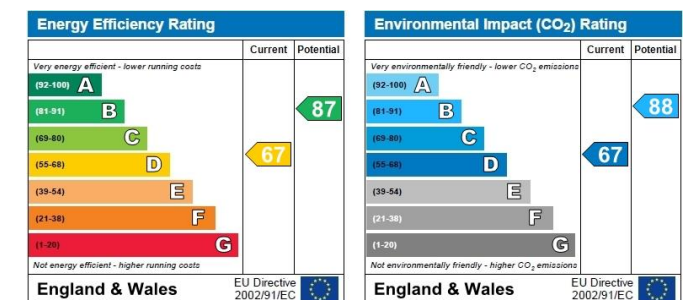 Energy Efficiency Rating
Current Potential
Very energy efficient - lower running costs
(92-100) A
(81-91) B
87
(69-80) C
(55-68) D
67
(39-54) E
(21-38) F
(1-20) G
Not energy efficient - higher running costs
England & Wales
EU Directive
2002/91/EC
Environmental Impact (CO₂) Rating
Current Potential
Very environmentally friendly - lower CO₂ emissions
(92-100) A
(81-91) B
88
(69-80) C
(55-68) D
67
(39-54) E
(21-38) F
(1-20) G
Not environmentally friendly - higher CO₂ emissions
England & Wales
EU Directive
2002/91/EC